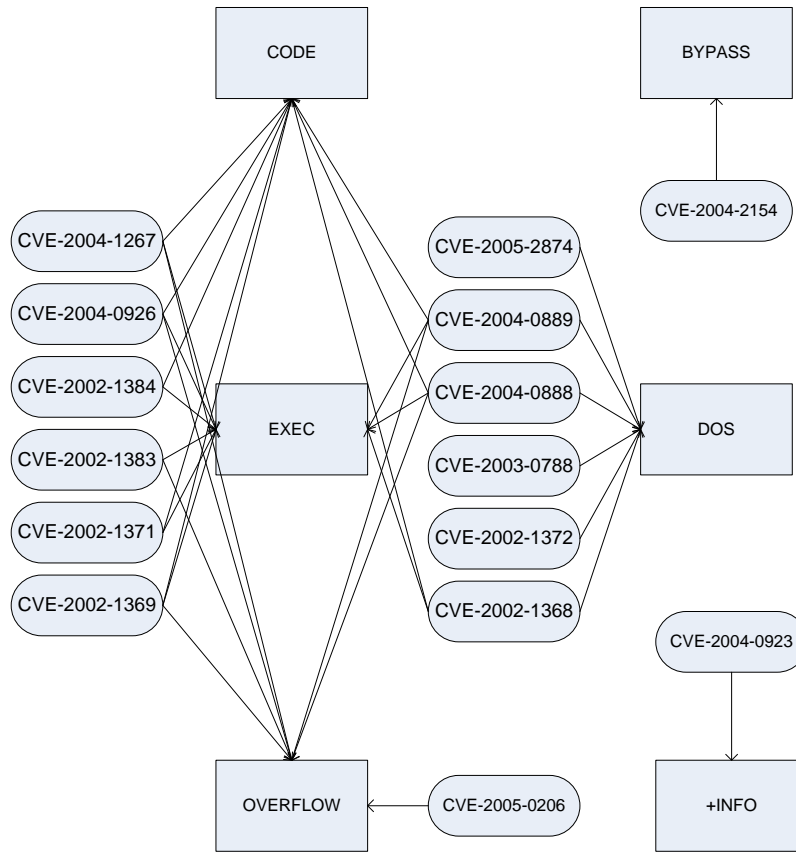 CODE
BYPASS
CVE-2004-2154
CVE-2004-1267
CVE-2005-2874
CVE-2004-0926
CVE-2004-0889
CVE-2002-1384
CVE-2004-0888
EXEC
DOS
CVE-2002-1383
CVE-2003-0788
CVE-2002-1371
CVE-2002-1372
CVE-2002-1369
CVE-2002-1368
CVE-2004-0923
OVERFLOW
CVE-2005-0206
+INFO